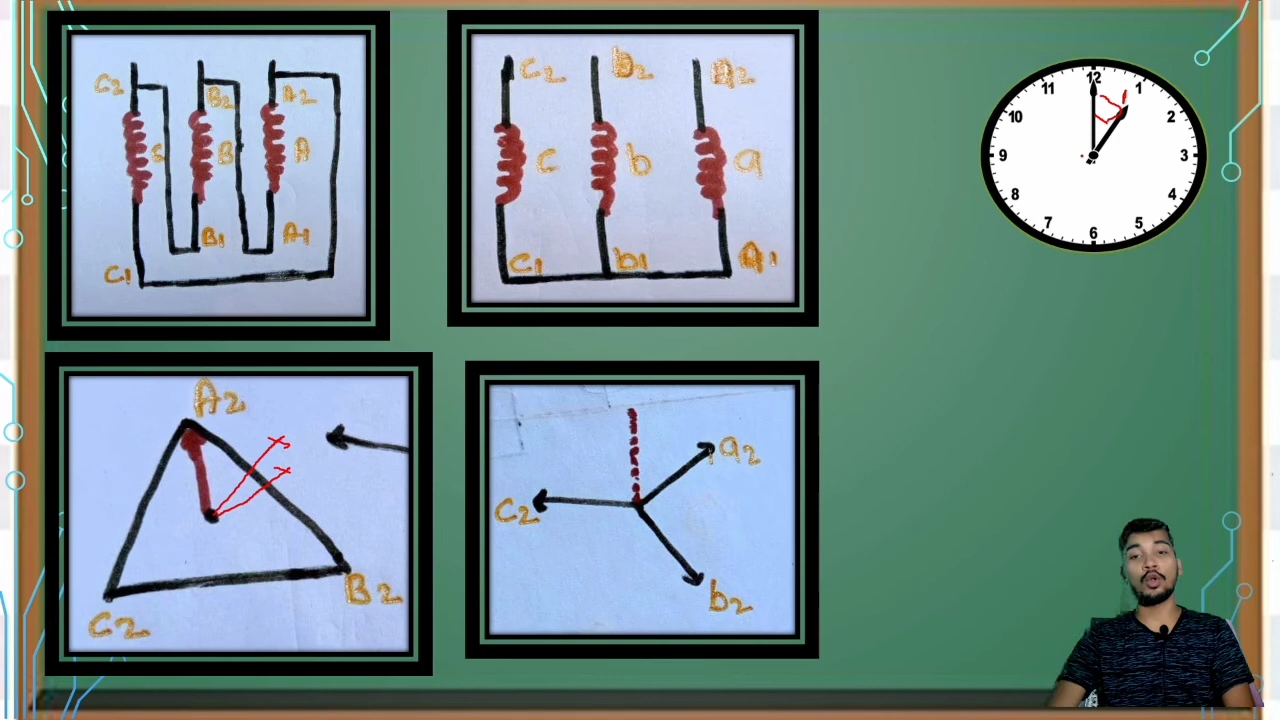 C2 B2 A2
C B A
B1 A1
C1
C2 b2 a2
c b a
C1 b1 a1
A2
B2
C2
a2
C2
b2
12
11 1
10 2
9 3
8 4
7 5
6